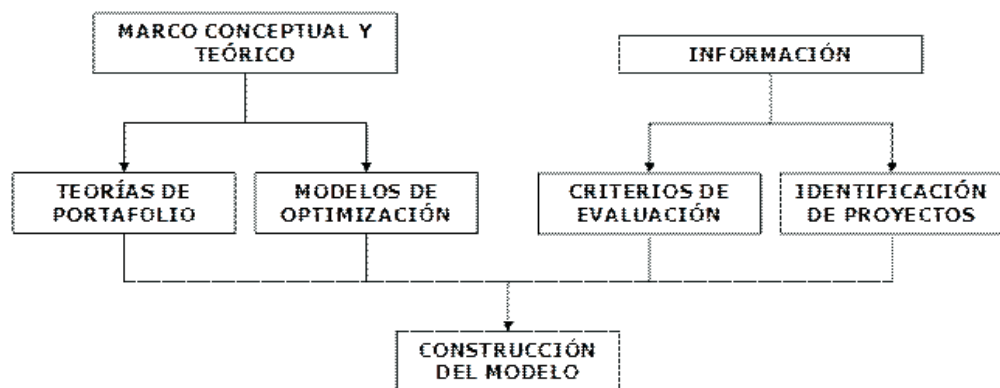 MARCO CONCEPTUAL Y
TEÓRICO
INFORMACIÓN
TEORÍAS DE
PORTAFOLIO
MODELOS DE
OPTIMIZACIÓN
CRITERIOS DE
EVALUACIÓN
IDENTIFICACIÓN
DE PROYECTOS
CONSTRUCCIÓN
DEL MODELO